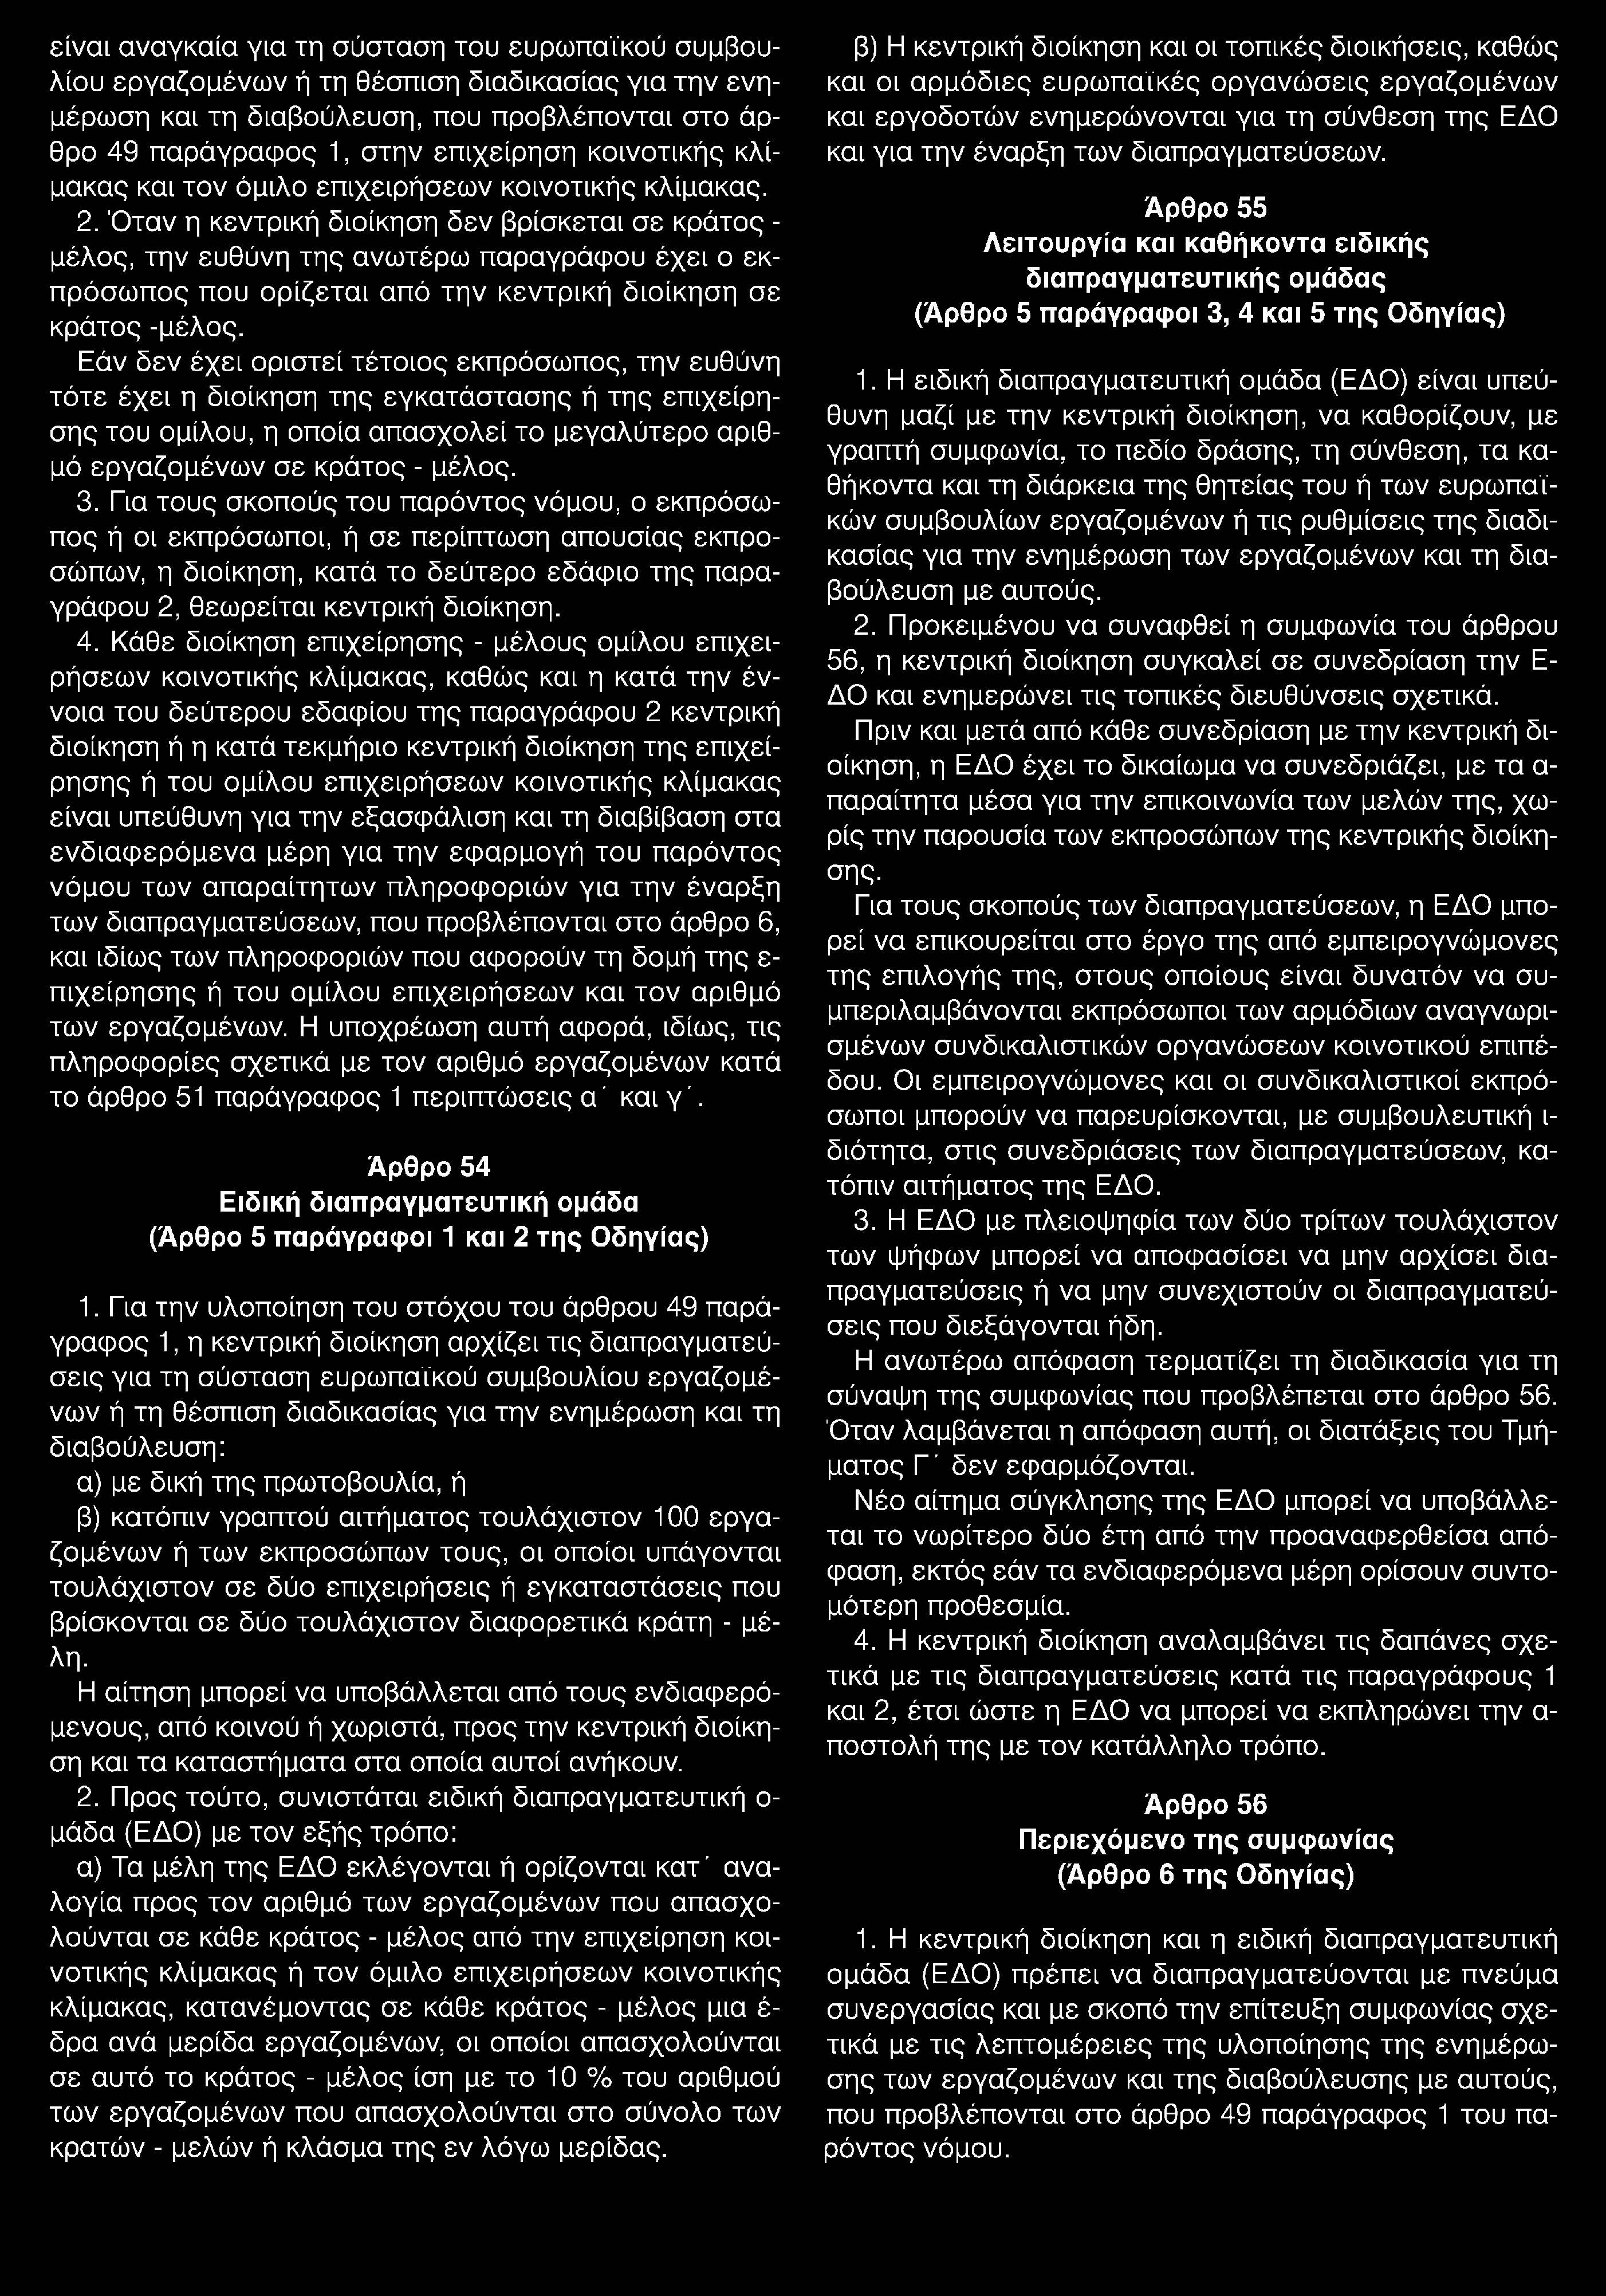 είναι αναγκαία για τη σύσταση του ευρωπαϊκού συμβου-
λίου εργαζομένων ή τη θέσπιση διαδικασίας για την ενη-
μέρωση και τη διαβούλευση, που προβλέπονται στο άρ-
θρο 49 παράγραφος 1, στην επιχείρηση κοινοτικής κλί-
μακας και τον όμιλο επιχειρήσεων κοινοτικής κλίμακας.
2. Όταν η κεντρική διοίκηση δεν βρίσκεται σε κράτος -
μέλος, την ευθύνη της ανωτέρω παραγράφου έχει ο εκ-
πρόσωπος που ορίζεται από την κεντρική διοίκηση σε
κράτος -μέλος.
Εάν δεν έχει οριστεί τέτοιος εκπρόσωπος, την ευθύνη
τότε έχει η διοίκηση της εγκατάστασης ή της επιχείρη-
σης του ομίλου, η οποία απασχολεί το μεγαλύτερο αριθ-
μό εργαζομένων σε κράτος - μέλος.
3. Για τους σκοπούς του παρόντος νόμου, ο εκπρόσω-
πος ή οι εκπρόσωποι, ή σε περίπτωση απουσίας εκπρο-
σώπων, η διοίκηση, κατά το δεύτερο εδάφιο της παρα-
γράφου 2, θεωρείται κεντρική διοίκηση.
4. Κάθε διοίκηση επιχείρησης - μέλους ομίλου επιχει-
ρήσεων κοινοτικής κλίμακας, καθώς και η κατά την έν-
νοια του δεύτερου εδαφίου της παραγράφου 2 κεντρική
διοίκηση ή η κατά τεκμήριο κεντρική διοίκηση της επιχεί-
ρησης ή του ομίλου επιχειρήσεων κοινοτικής κλίμακας
είναι υπεύθυνη για την εξασφάλιση και τη διαβίβαση στα
ενδιαφερόμενα μέρη για την εφαρμογή του παρόντος
νόμου των απαραίτητων πληροφοριών για την έναρξη
των διαπραγματεύσεων, που προβλέπονται στο άρθρο 6,
και ιδίως των πληροφοριών που αφορούν τη δομή της ε-
πιχείρησης ή του ομίλου επιχειρήσεων και τον αριθμό
των εργαζομένων. Η υποχρέωση αυτή αφορά, ιδίως, τις
πληροφορίες σχετικά με τον αριθμό εργαζομένων κατά
το άρθρο 51 παράγραφος 1 περιπτώσεις α΄ και γ΄.
Άρθρο 54
Ειδική διαπραγματευτική ομάδα
(Άρθρο 5 παράγραφοι 1 και 2 της Οδηγίας)
1. Για την υλοποίηση του στόχου του άρθρου 49 παρά-
γραφος 1, η κεντρική διοίκηση αρχίζει τις διαπραγματεύ-
σεις για τη σύσταση ευρωπαϊκού συμβουλίου εργαζομέ-
νων ή τη θέσπιση διαδικασίας για την ενημέρωση και τη
διαβούλευση:
α) με δική της πρωτοβουλία, ή
β) κατόπιν γραπτού αιτήματος τουλάχιστον 100 εργα-
ζομένων ή των εκπροσώπων τους, οι οποίοι υπάγονται
τουλάχιστον σε δύο επιχειρήσεις ή εγκαταστάσεις που
βρίσκονται σε δύο τουλάχιστον διαφορετικά κράτη - μέ-
λη.
Η αίτηση μπορεί να υποβάλλεται από τους ενδιαφερό-
μενους, από κοινού ή χωριστά, προς την κεντρική διοίκη-
ση και τα καταστήματα στα οποία αυτοί ανήκουν.
2. Προς τούτο, συνιστάται ειδική διαπραγματευτική ο-
μάδα (ΕΔΟ) με τον εξής τρόπο:
α) Τα μέλη της ΕΔΟ εκλέγονται ή ορίζονται κατ΄ ανα-
λογία προς τον αριθμό των εργαζομένων που απασχο-
λούνται σε κάθε κράτος - μέλος από την επιχείρηση κοι-
νοτικής κλίμακας ή τον όμιλο επιχειρήσεων κοινοτικής
κλίμακας, κατανέμοντας σε κάθε κράτος - μέλος μια έ-
δρα ανά μερίδα εργαζομένων, οι οποίοι απασχολούνται
σε αυτό το κράτος - μέλος ίση με το 10 % του αριθμού
των εργαζομένων που απασχολούνται στο σύνολο των
κρατών - μελών ή κλάσμα της εν λόγω μερίδας.
β) Η κεντρική διοίκηση και οι τοπικές διοικήσεις, καθώς
και οι αρμόδιες ευρωπαϊκές οργανώσεις εργαζομένων
και εργοδοτών ενημερώνονται για τη σύνθεση της ΕΔΟ
και για την έναρξη των διαπραγματεύσεων.
Άρθρο 55
Λειτουργία και καθήκοντα ειδικής
διαπραγματευτικής ομάδας
(Άρθρο 5 παράγραφοι 3, 4 και 5 της Οδηγίας)
1. Η ειδική διαπραγματευτική ομάδα (ΕΔΟ) είναι υπεύ-
θυνη μαζί με την κεντρική διοίκηση, να καθορίζουν, με
γραπτή συμφωνία, το πεδίο δράσης, τη σύνθεση, τα κα-
θήκοντα και τη διάρκεια της θητείας του ή των ευρωπαϊ-
κών συμβουλίων εργαζομένων ή τις ρυθμίσεις της διαδι-
κασίας για την ενημέρωση των εργαζομένων και τη δια-
βούλευση με αυτούς.
2. Προκειμένου να συναφθεί η συμφωνία του άρθρου
56, η κεντρική διοίκηση συγκαλεί σε συνεδρίαση την Ε-
ΔΟ και ενημερώνει τις τοπικές διευθύνσεις σχετικά.
Πριν και μετά από κάθε συνεδρίαση με την κεντρική δι-
οίκηση, η ΕΔΟ έχει το δικαίωμα να συνεδριάζει, με τα α-
παραίτητα μέσα για την επικοινωνία των μελών της, χω-
ρίς την παρουσία των εκπροσώπων της κεντρικής διοίκη-
σης.
Για τους σκοπούς των διαπραγματεύσεων, η ΕΔΟ μπο-
ρεί να επικουρείται στο έργο της από εμπειρογνώμονες
της επιλογής της, στους οποίους είναι δυνατόν να συ-
μπεριλαμβάνονται εκπρόσωποι των αρμόδιων αναγνωρι-
σμένων συνδικαλιστικών οργανώσεων κοινοτικού επιπέ-
δου. Οι εμπειρογνώμονες και οι συνδικαλιστικοί εκπρό-
σωποι μπορούν να παρευρίσκονται, με συμβουλευτική ι-
διότητα, στις συνεδριάσεις των διαπραγματεύσεων, κα-
τόπιν αιτήματος της ΕΔΟ.
3. Η ΕΔΟ με πλειοψηφία των δύο τρίτων τουλάχιστον
των ψήφων μπορεί να αποφασίσει να μην αρχίσει δια-
πραγματεύσεις ή να μην συνεχιστούν οι διαπραγματεύ-
σεις που διεξάγονται ήδη.
Η ανωτέρω απόφαση τερματίζει τη διαδικασία για τη
σύναψη της συμφωνίας που προβλέπεται στο άρθρο 56.
Όταν λαμβάνεται η απόφαση αυτή, οι διατάξεις του Τμή-
ματος Γ΄ δεν εφαρμόζονται.
Νέο αίτημα σύγκλησης της ΕΔΟ μπορεί να υποβάλλε-
ται το νωρίτερο δύο έτη από την προαναφερθείσα από-
φαση, εκτός εάν τα ενδιαφερόμενα μέρη ορίσουν συντο-
μότερη προθεσμία.
4. Η κεντρική διοίκηση αναλαμβάνει τις δαπάνες σχε-
τικά με τις διαπραγματεύσεις κατά τις παραγράφους 1
και 2, έτσι ώστε η ΕΔΟ να μπορεί να εκπληρώνει την α-
ποστολή της με τον κατάλληλο τρόπο.
Άρθρο 56
Περιεχόμενο της συμφωνίας
(Άρθρο 6 της Οδηγίας)
1. Η κεντρική διοίκηση και η ειδική διαπραγματευτική
ομάδα (ΕΔΟ) πρέπει να διαπραγματεύονται με πνεύμα
συνεργασίας και με σκοπό την επίτευξη συμφωνίας σχε-
τικά με τις λεπτομέρειες της υλοποίησης της ενημέρω-
σης των εργαζομένων και της διαβούλευσης με αυτούς,
που προβλέπονται στο άρθρο 49 παράγραφος 1 του πα-
ρόντος νόμου.